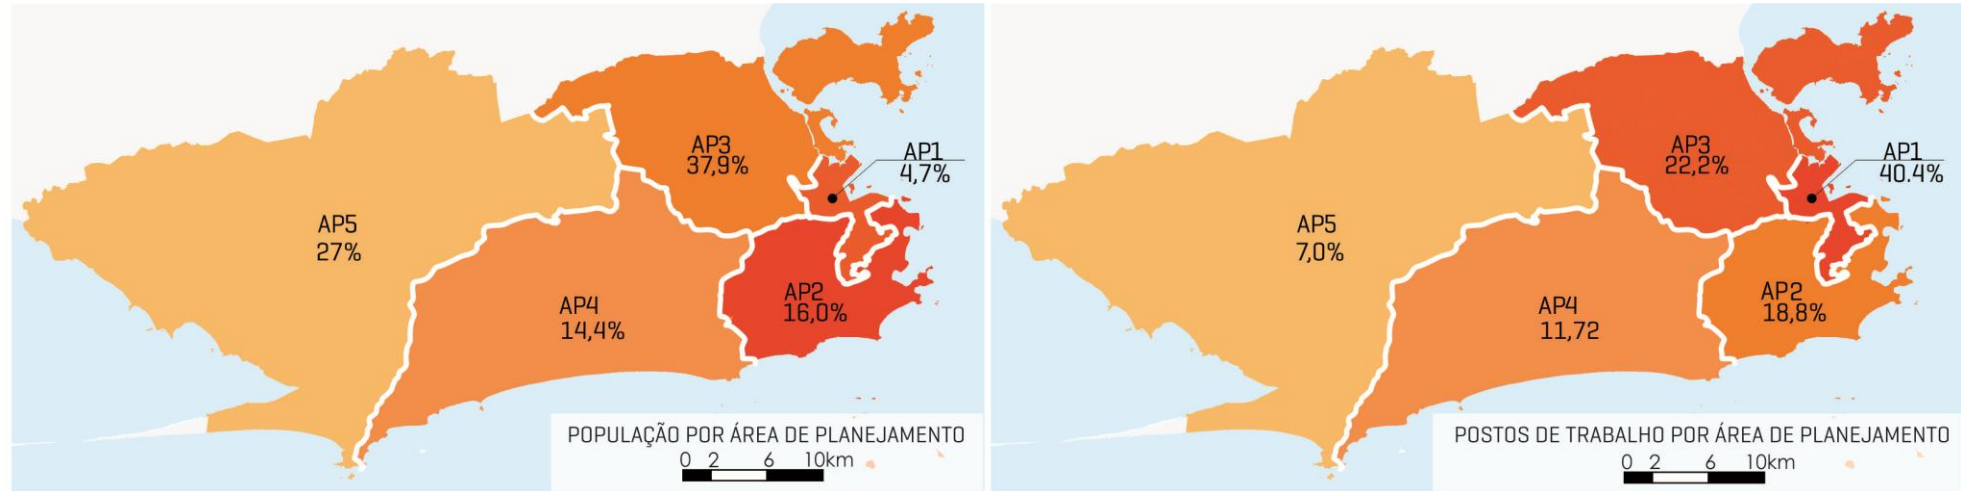 AP3
37,9%
AP1
4,7%
AP5
27%
AP4
14,4%
AP2
16,0%
POPULAÇÃO POR ÁREA DE PLANEJAMENTO
0 2 6 10km
AP3
22,2%
AP1
40.4%
AP5
7,0%
AP4
11,72
AP2
18,8%
POSTOS DE TRABALHO POR ÁREA DE PLANEJAMENTO
0 2 6 10km